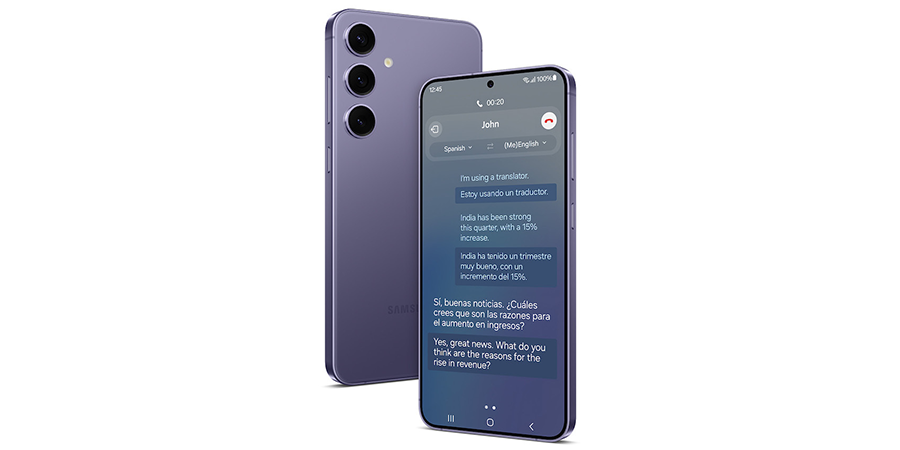 SAMS
12:45
100%
00:20
John
Spanish
(Me)English
I'm using a translator.
Estoy usando un traductor.
India has been strong
this quarter, with a 15%
increase.
India ha tenido un trimestre
muy bueno, con un
incremento del 15%.
Sí, buenas noticias. ¿Cuáles
crees que son las razones para
el aumento en ingresos?
Yes, great news. What do you
think are the reasons for the
rise in revenue?